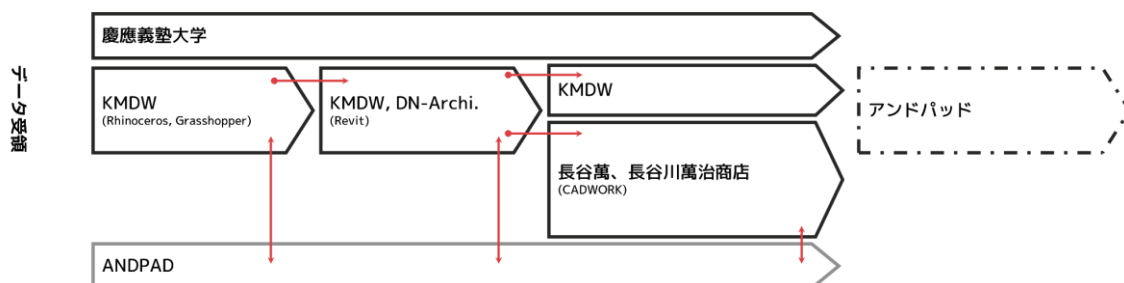 慶應義塾大学
データ受領
KMDW
(Rhinoceros, Grasshopper)
KMDW, DN-Archi.
(Revit)
KMDW
アンドパッド
長谷萬、長谷川萬治商店
(CADWORK)
ANDPAD